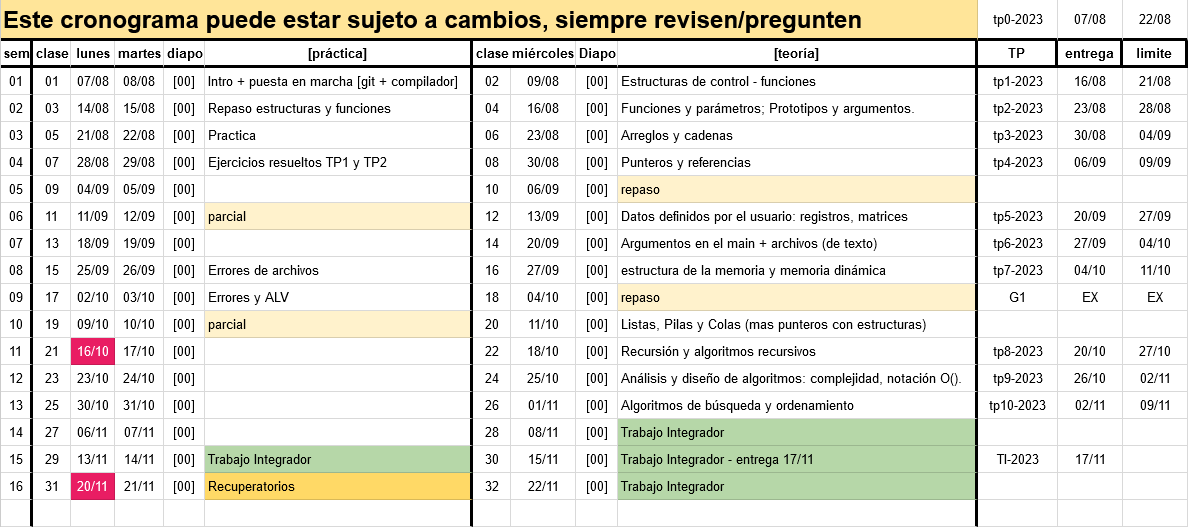 Este cronograma puede estar sujeto a cambios, siempre revisen/pregunten tp0-2023 07/08 22/08
sem clase lunes martes diapo [práctica] clase miércoles Diapo [teoría] TP entrega limite
01 01 07/08 08/08 [00] Intro + puesta en marcha [git + compilador] 02 09/08 [00] Estructuras de control - funciones tp1-2023 16/08 21/08
02 03 14/08 15/08 [00] Repaso estructuras y funciones 04 16/08 [00] Funciones y parámetros; Prototipos y argumentos. tp2-2023 23/08 28/08
03 05 21/08 22/08 [00] Practica 06 23/08 [00] Arreglos y cadenas tp3-2023 30/08 04/09
04 07 28/08 29/08 [00] Ejercicios resueltos TP1 y TP2 08 30/08 [00] Punteros y referencias tp4-2023 06/09 09/09
05 09 04/09 05/09 [00] 10 06/09 [00] repaso
06 11 11/09 12/09 [00] parcial 12 13/09 [00] Datos definidos por el usuario: registros, matrices tp5-2023 20/09 27/09
07 13 18/09 19/09 [00] 14 20/09 [00] Argumentos en el main + archivos (de texto) tp6-2023 27/09 04/10
08 15 25/09 26/09 [00] Errores de archivos 16 27/09 [00] estructura de la memoria y memoria dinámica tp7-2023 04/10 11/10
09 17 02/10 03/10 [00] Errores y ALV 18 04/10 [00] repaso G1 EX EX
10 19 09/10 10/10 [00] parcial 20 11/10 [00] Listas, Pilas y Colas (mas punteros con estructuras)
11 21 16/10 17/10 [00] 22 18/10 [00] Recursión y algoritmos recursivos tp8-2023 20/10 27/10
12 23 23/10 24/10 [00] 24 25/10 [00] Análisis y diseño de algoritmos: complejidad, notación O(). tp9-2023 26/10 02/11
13 25 30/10 31/10 [00] 26 01/11 [00] Algoritmos de búsqueda y ordenamiento tp10-2023 02/11 09/11
14 27 06/11 07/11 [00] 28 08/11 [00] Trabajo Integrador
15 29 13/11 14/11 [00] Trabajo Integrador 30 15/11 [00] Trabajo Integrador - entrega 17/11 TI-2023 17/11
16 31 20/11 21/11 [00] Recuperatorios 32 22/11 [00] Trabajo Integrador